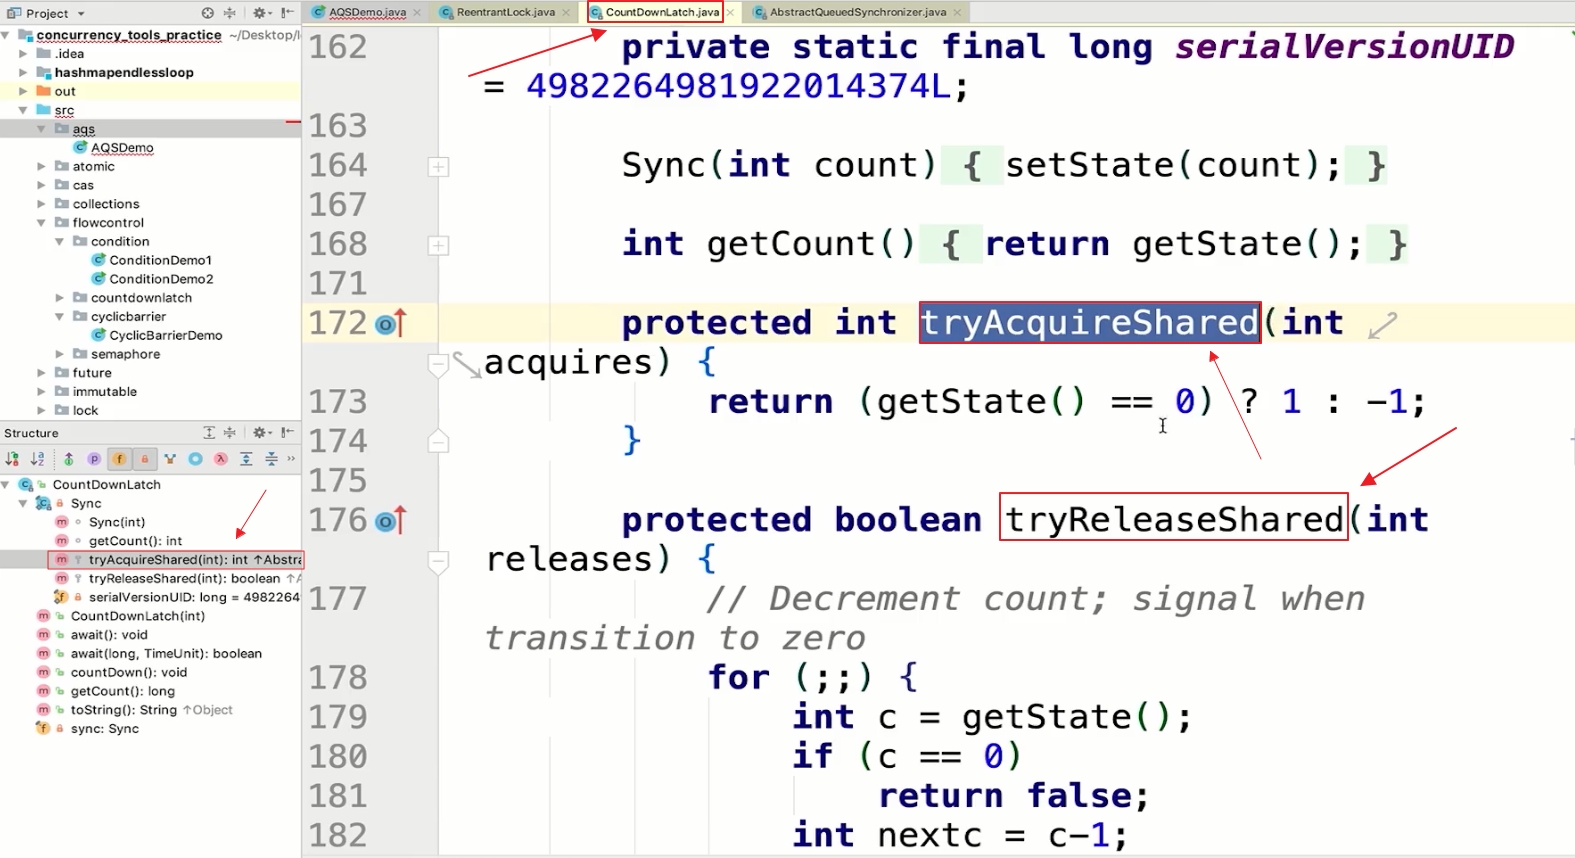 Project
AQSDemo.java
ReentrantLock.java
CountDownLatch.java
AbstractQueuedSynchronizer.java
concurrency_tools_practice ~/Desktop/i
.idea
hashmapendlessloop
out
src
aqs
AQSDemo
atomic
cas
collections
flowcontrol
condition
ConditionDemo1
ConditionDemo2
countdownlatch
cyclicbarrier
CyclicBarrierDemo
semaphore
future
immutable
lock
Structure
CountDownLatch
Sync
Sync(int)
getCount(): int
tryAcquireShared(int): int ↑Abstra
tryReleaseShared(int): boolean ↑A
serialVersionUID: long = 4982264
CountDownLatch(int)
await(): void
await(long, TimeUnit): boolean
countDown(): void
getCount(): long
toString(): String ↑Object
sync: Sync
162 private static final long serialVersionUID
= 4982264981922014374L;
163
164 Sync(int count) { setState(count); }
167
168 int getCount() { return getState(); }
171
172 protected int tryAcquireShared(int
acquires) {
173 return (getState() == 0) ? 1 : -1;
174 }
175
176 protected boolean tryReleaseShared(int
releases) {
177 // Decrement count; signal when
transition to zero
178 for (;;) {
179 int c = getState();
180 if (c == 0)
181 return false;
182 int nextc = c-1;